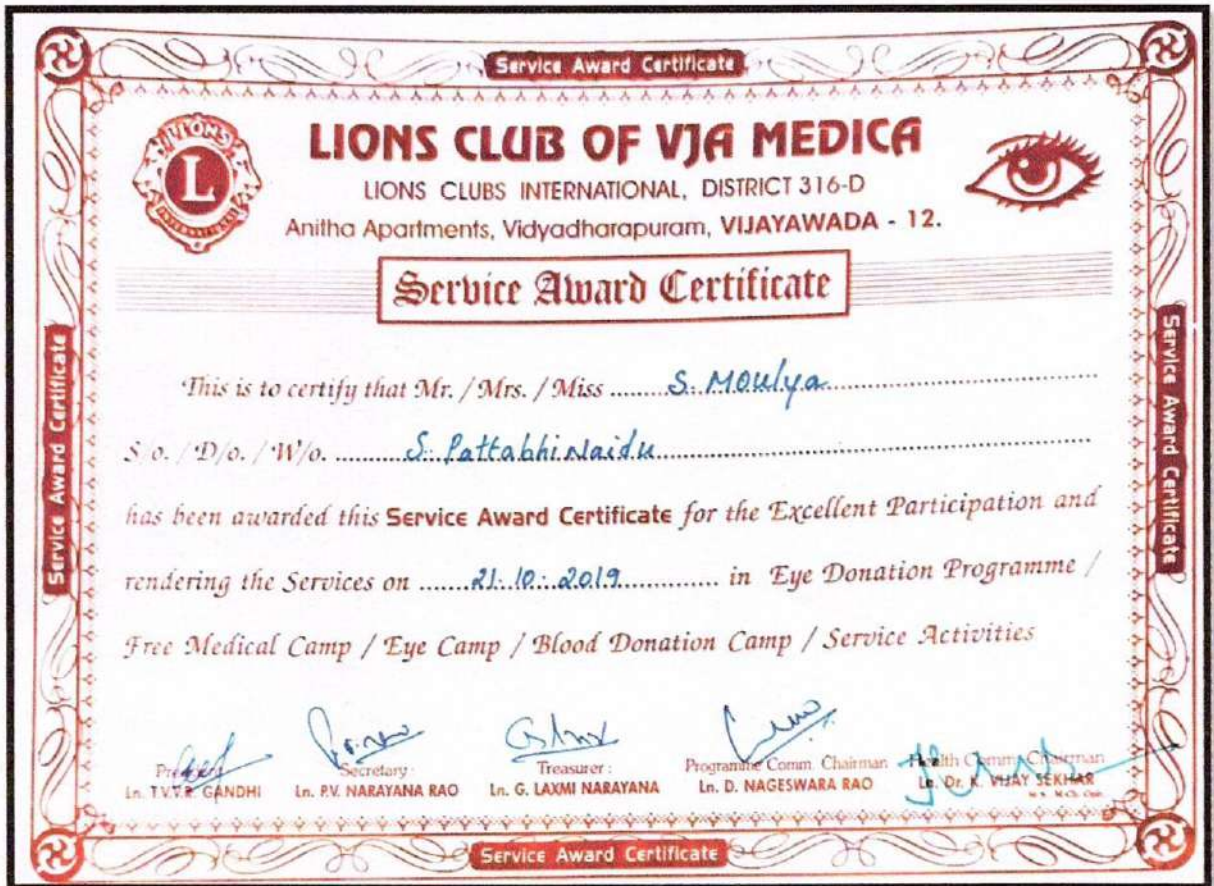 Service Award Certificate
LIONS
L
INTERNATIONAL
LIONS CLUB OF VJA MEDICA
LIONS CLUBS INTERNATIONAL, DISTRICT 316-D
Anitha Apartments, Vidyadharapuram, VIJAYAWADA - 12.
Service Award Certificate
Service Award Certificate
Service Award Certificate
This is to certify that Mr. / Mrs. / Miss ..........S. Moulya..........
S/o. / D/o. / W/o. ..........S. Pattabhi Naidu..........
has been awarded this Service Award Certificate for the Excellent Participation and
rendering the Services on ..........21.10.2019.......... in Eye Donation Programme /
Free Medical Camp / Eye Camp / Blood Donation Camp / Service Activities
President Secretary : Treasurer : Programme Comm. Chairman Health Comm. Chairman
Ln. T.V.V.R. GANDHI Ln. P.V. NARAYANA RAO Ln. G. LAXMI NARAYANA Ln. D. NAGESWARA RAO Ln. Dr. K. VIJAY SEKHAR
Service Award Certificate